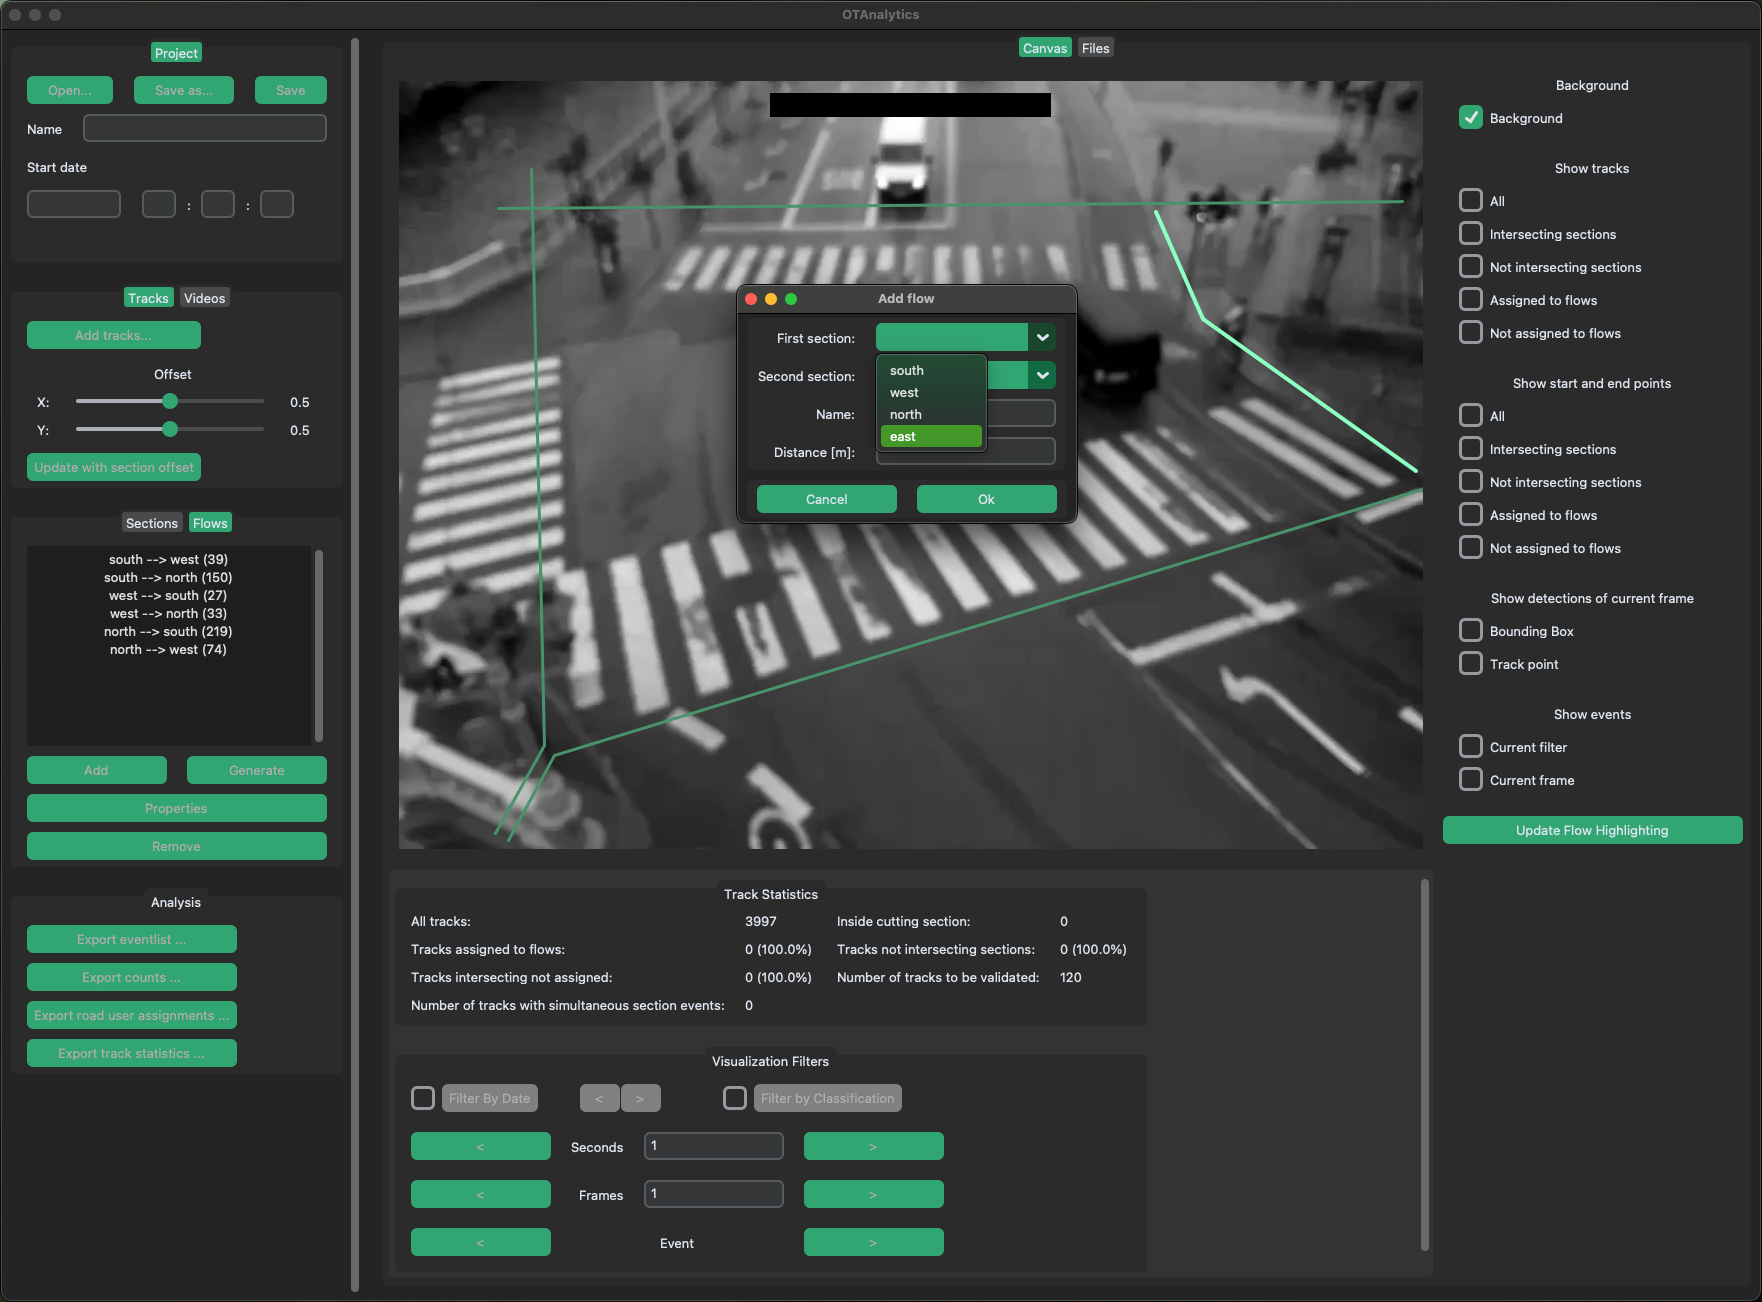 OTAnalytics
Project
Open... Save as... Save
Name
Start date
: :
Tracks Videos
Add tracks...
Offset
X: 0.5
Y: 0.5
Update with section offset
Sections Flows
south --> west (39)
south --> north (150)
west --> south (27)
west --> north (33)
north --> south (219)
north --> west (74)
Add Generate
Properties
Remove
Analysis
Export eventlist ...
Export counts ...
Export road user assignments ...
Export track statistics ...
Canvas Files
Add flow
First section:
Second section:
Name:
Distance [m]:
south
west
north
east
Cancel Ok
Track Statistics
All tracks: 3997 Inside cutting section: 0
Tracks assigned to flows: 0 (100.0%) Tracks not intersecting sections: 0 (100.0%)
Tracks intersecting not assigned: 0 (100.0%) Number of tracks to be validated: 120
Number of tracks with simultaneous section events: 0
Visualization Filters
Filter By Date < > Filter by Classification
< Seconds 1 >
< Frames 1 >
< Event >
Background
Background
Show tracks
All
Intersecting sections
Not intersecting sections
Assigned to flows
Not assigned to flows
Show start and end points
All
Intersecting sections
Not intersecting sections
Assigned to flows
Not assigned to flows
Show detections of current frame
Bounding Box
Track point
Show events
Current filter
Current frame
Update Flow Highlighting